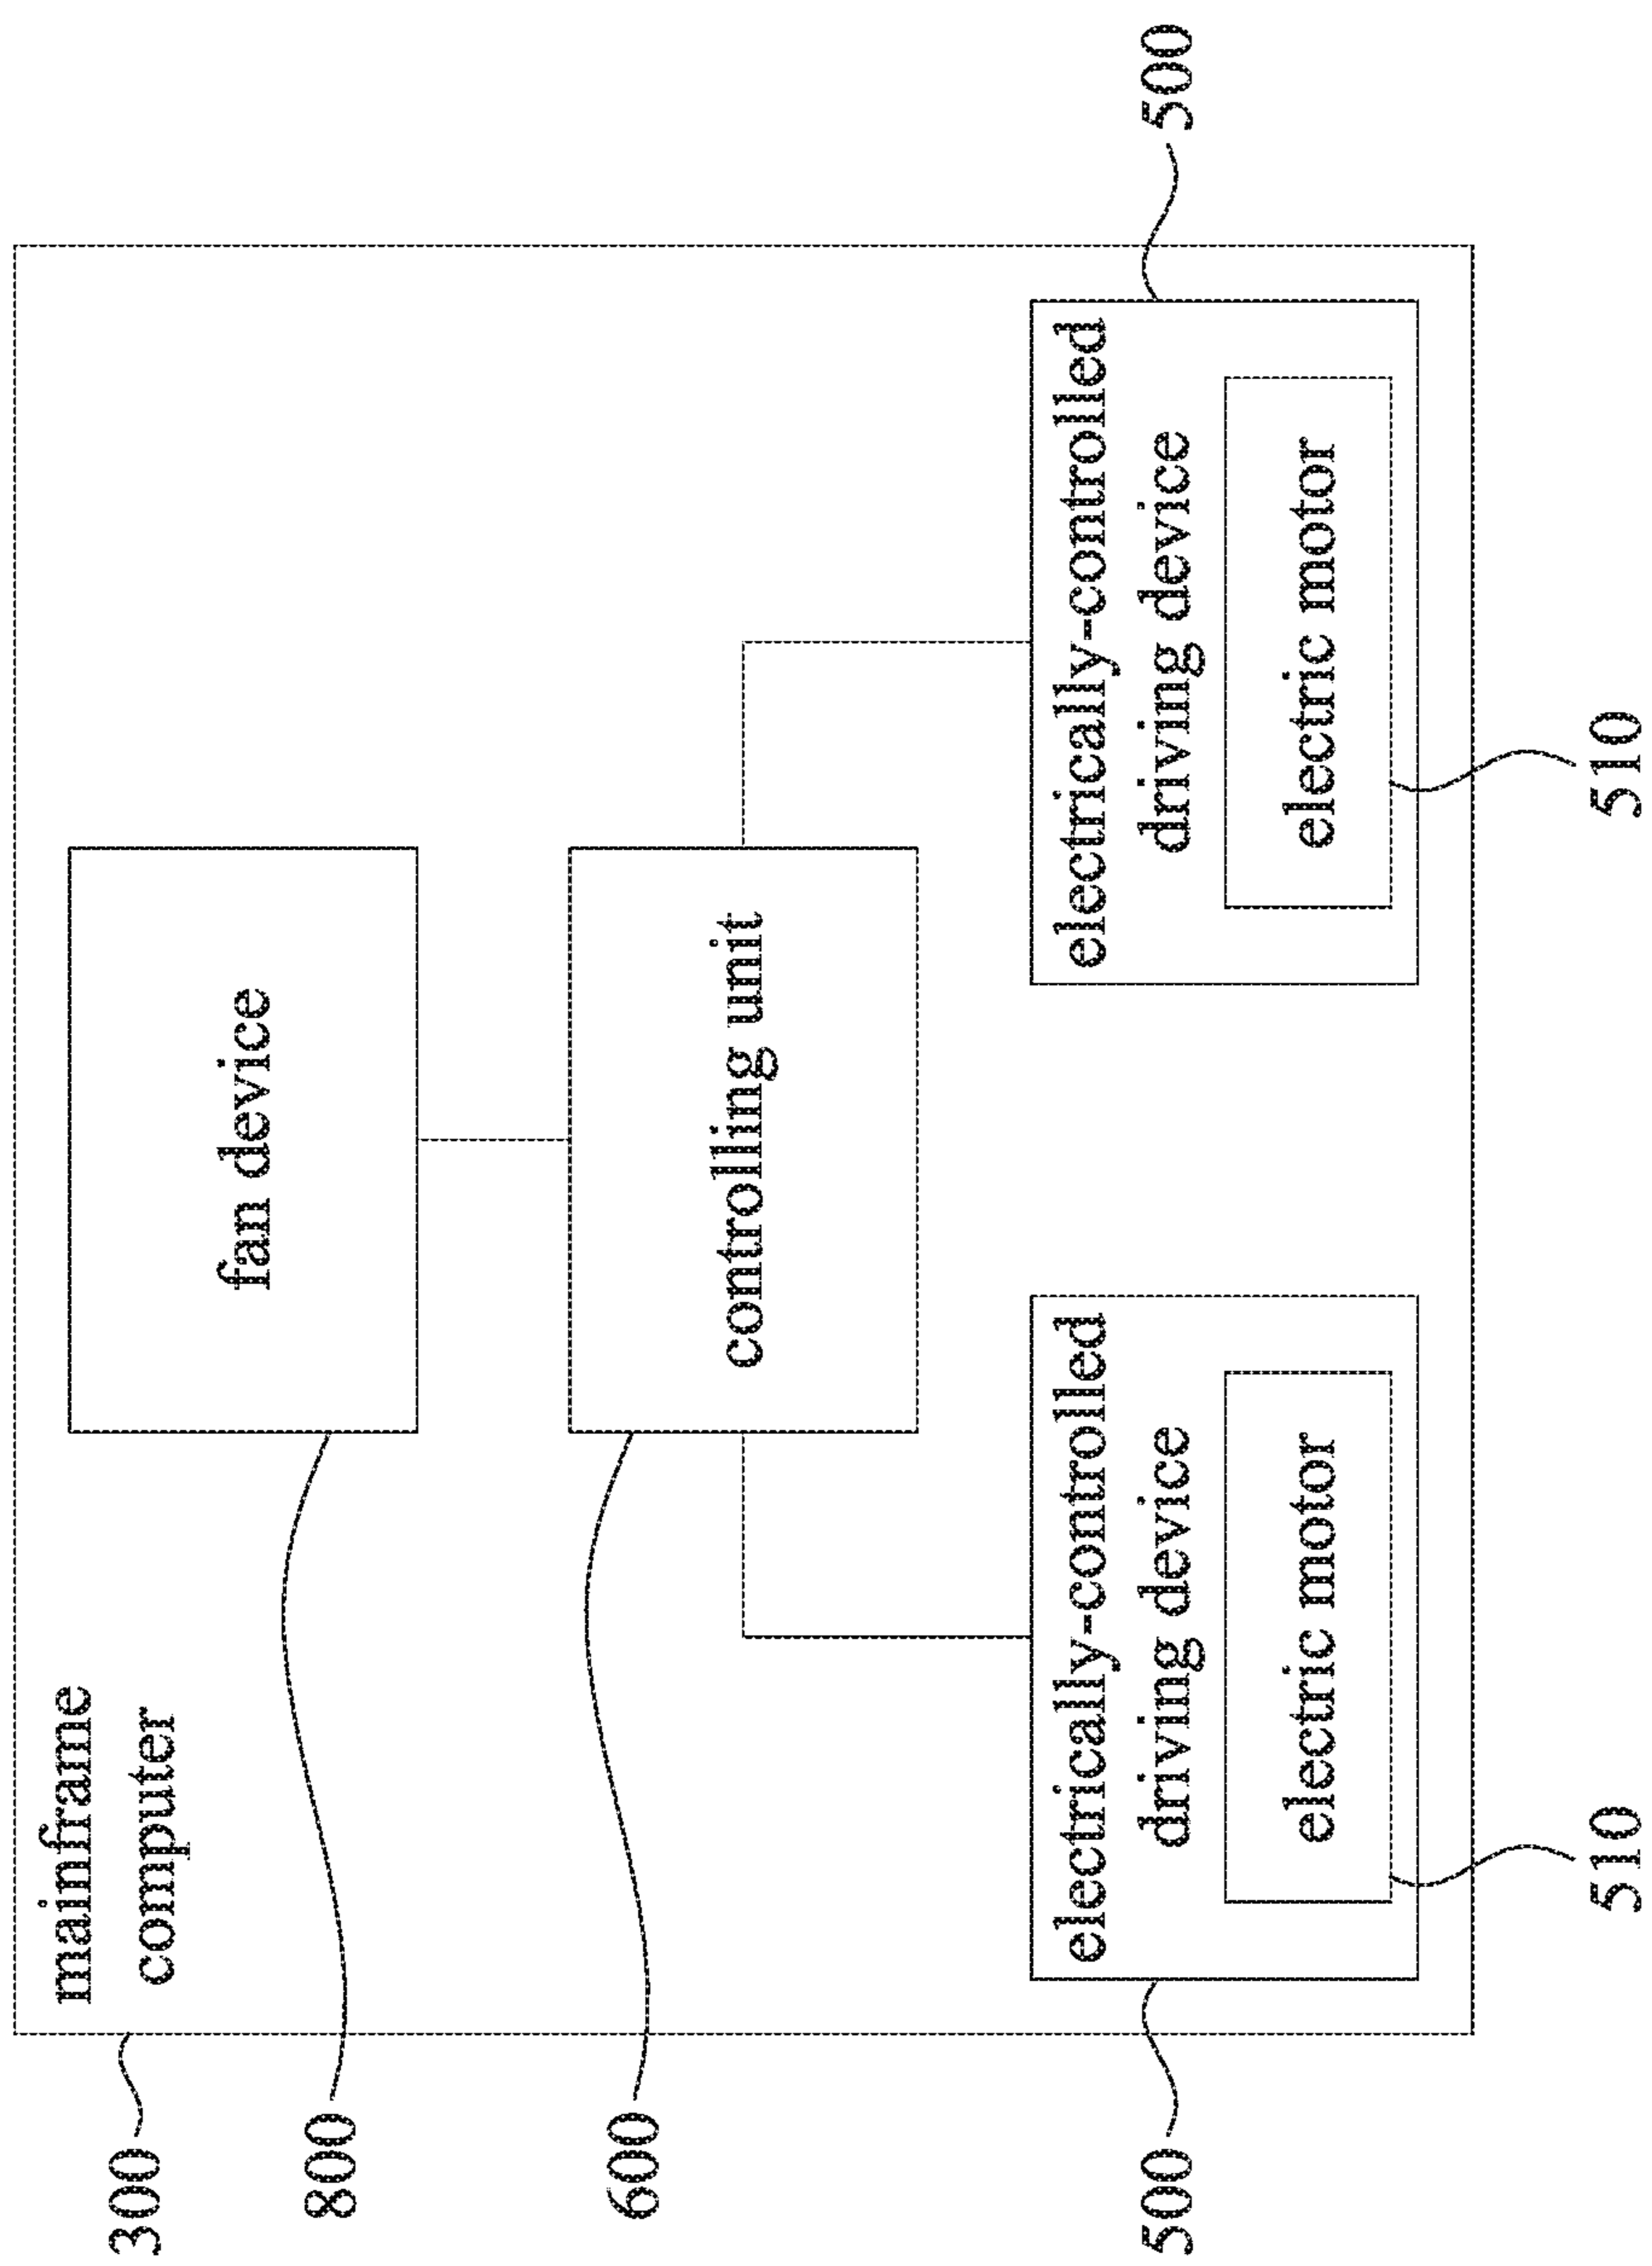 mainframe
computer
300
fan device
800
controlling unit
600
electrically-controlled
driving device
electric motor
500
510
electrically-controlled
driving device
electric motor
500
510